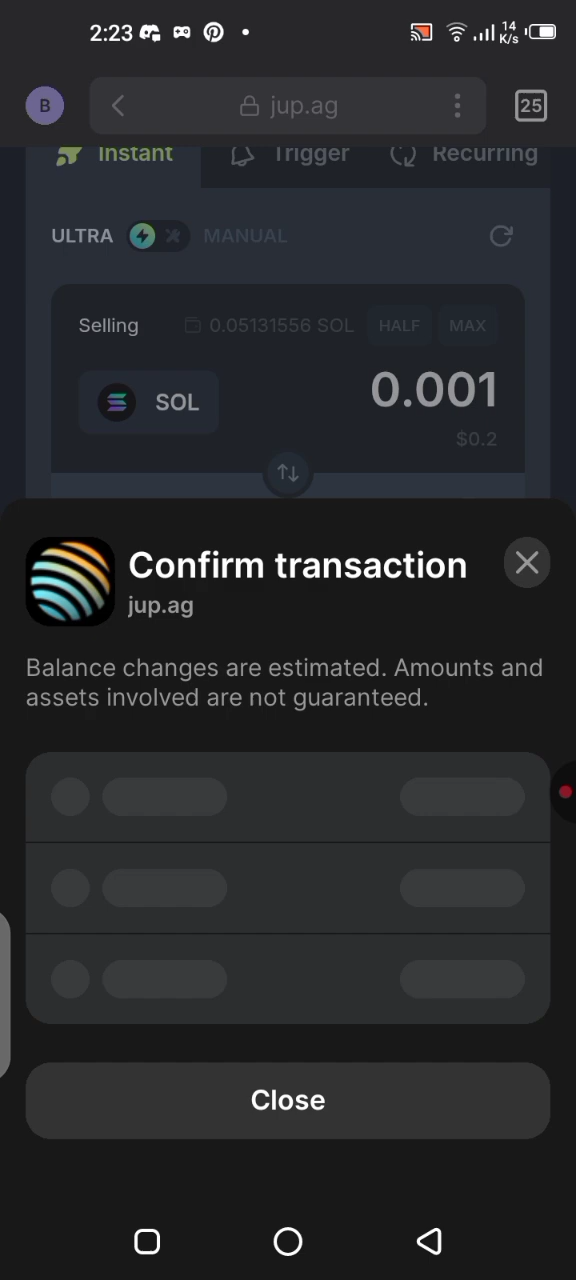 2:23
14
K/s
B
jup.ag
25
Instant
Trigger
Recurring
ULTRA
MANUAL
Selling
0.05131556 SOL
HALF
MAX
SOL
0.001
$0.2
Confirm transaction
jup.ag
Balance changes are estimated. Amounts and
assets involved are not guaranteed.
Close